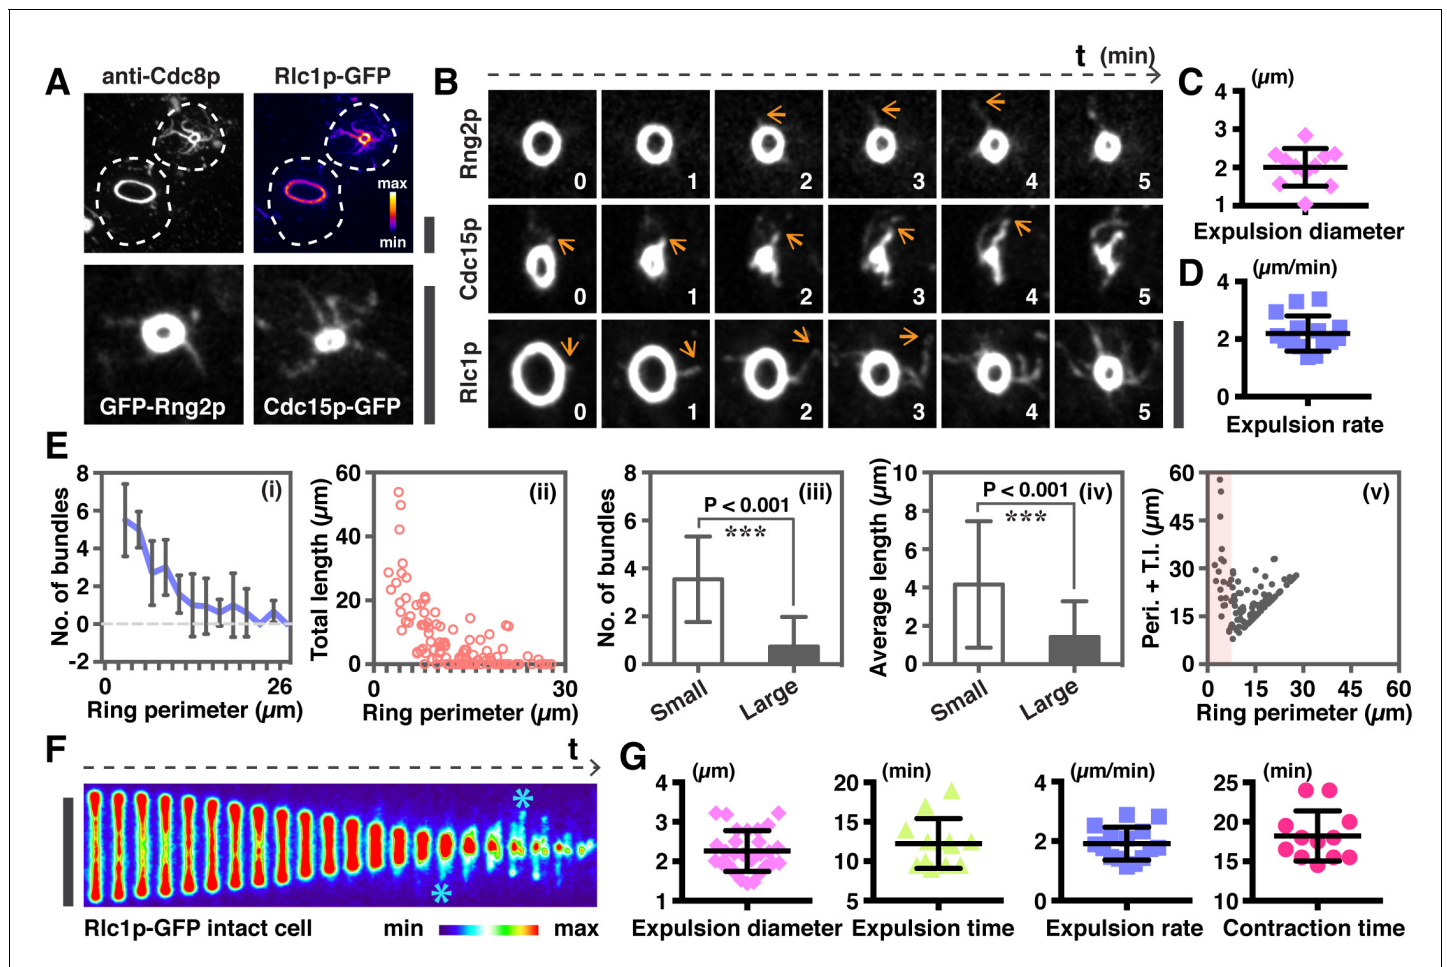 A
anti-Cdc8p
Rlc1p-GFP
max
min
GFP-Rng2p
Cdc15p-GFP
B
t (min)
Rng2p
0 1 2 3 4 5
Cdc15p
0 1 2 3 4 5
Rlc1p
0 1 2 3 4 5
C
(µm)
4
3
2
1
Expulsion diameter
D
(µm/min)
4
2
0
Expulsion rate
E
(i)
No. of bundles
8
6
4
2
0
-2
0 26
Ring perimeter (µm)
(ii)
Total length (µm)
60
40
20
0
0 15 30
Ring perimeter (µm)
(iii)
No. of bundles
8
6
4
2
0
P < 0.001
***
Small Large
(iv)
Average length (µm)
10
8
6
4
2
0
P < 0.001
***
Small Large
(v)
Peri. + T.l. (µm)
60
45
30
15
0
0 15 30 45 60
Ring perimeter (µm)
F
t
*
*
Rlc1p-GFP intact cell
min max
G
(µm)
4
3
2
1
Expulsion diameter
(min)
20
15
10
5
Expulsion time
(µm/min)
4
2
0
Expulsion rate
(min)
25
20
15
10
Contraction time